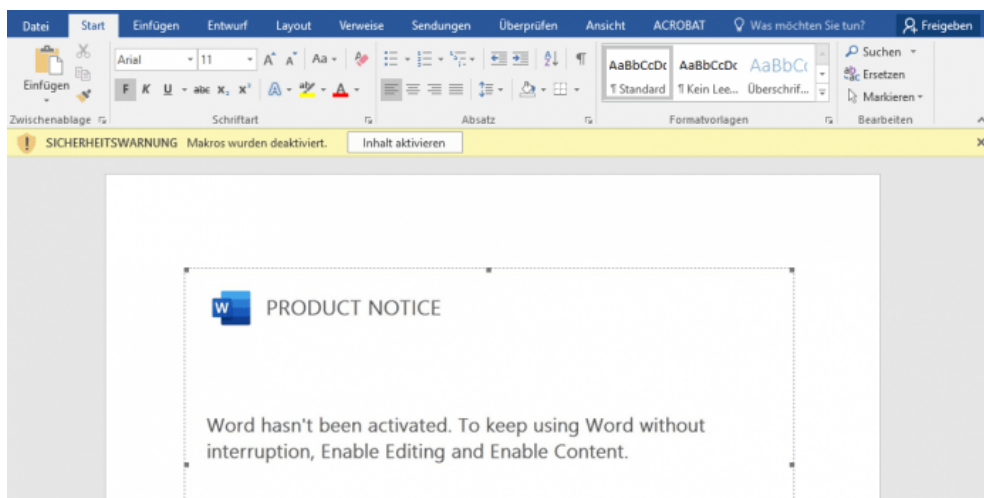 Datei Start Einfügen Entwurf Layout Verweise Sendungen Überprüfen Ansicht ACROBAT Was möchten Sie tun? Freigeben
Einfügen
Zwischenablage
Arial 11 A A Aa
F K U abc x₂ x² A ab A
Schriftart
A Z
¶
Absatz
AaBbCcDc AaBbCcDc AaBbCc
¶ Standard ¶ Kein Lee... Überschrif...
Formatvorlagen
Suchen
Ersetzen
Markieren
Bearbeiten
SICHERHEITSWARNUNG Makros wurden deaktiviert. Inhalt aktivieren
W PRODUCT NOTICE
Word hasn't been activated. To keep using Word without
interruption, Enable Editing and Enable Content.